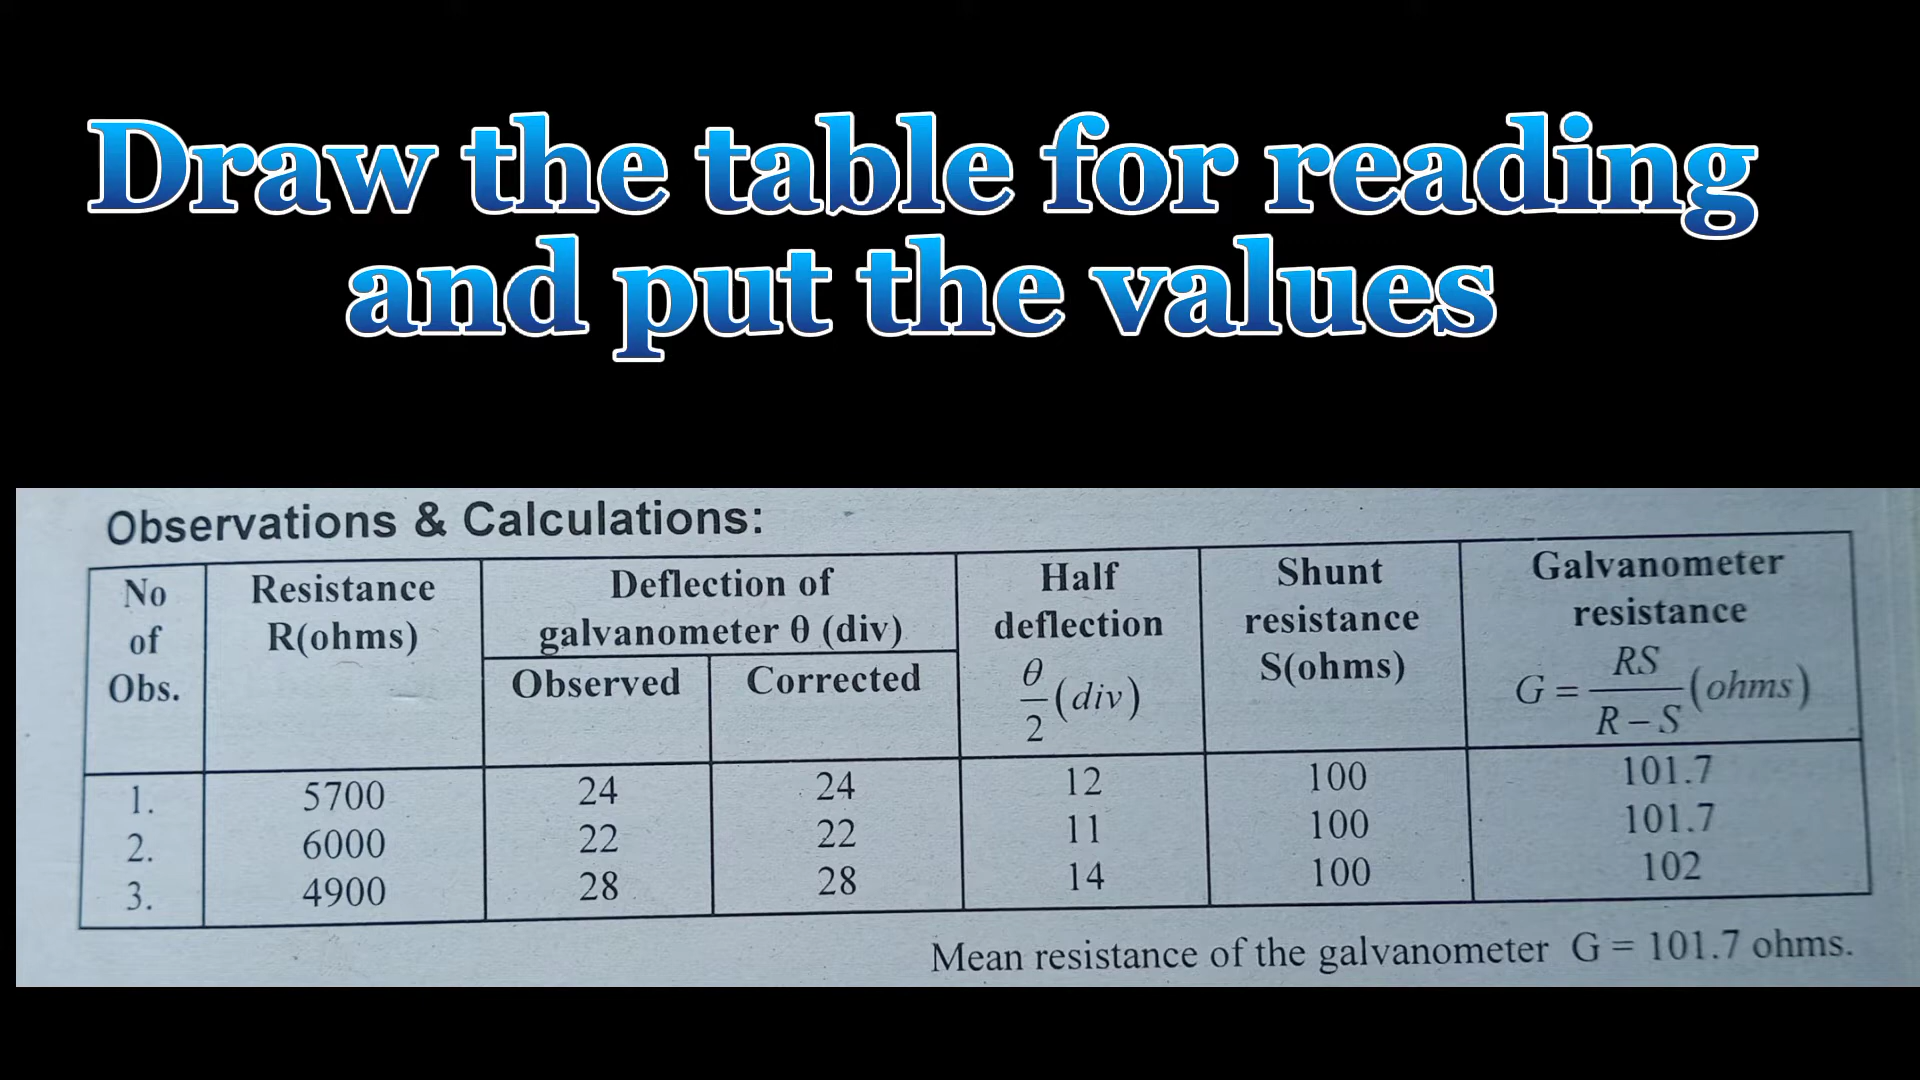 Draw the table for reading
and put the values
Observations & Calculations:
No of Obs. Resistance R(ohms) Deflection of galvanometer θ (div) Half deflection θ/2 (div) Shunt resistance S(ohms) Galvanometer resistance G = RS/(R – S) (ohms)
Observed Corrected
1. 5700 24 24 12 100 101.7
2. 6000 22 22 11 100 101.7
3. 4900 28 28 14 100 102
Mean resistance of the galvanometer G = 101.7 ohms.